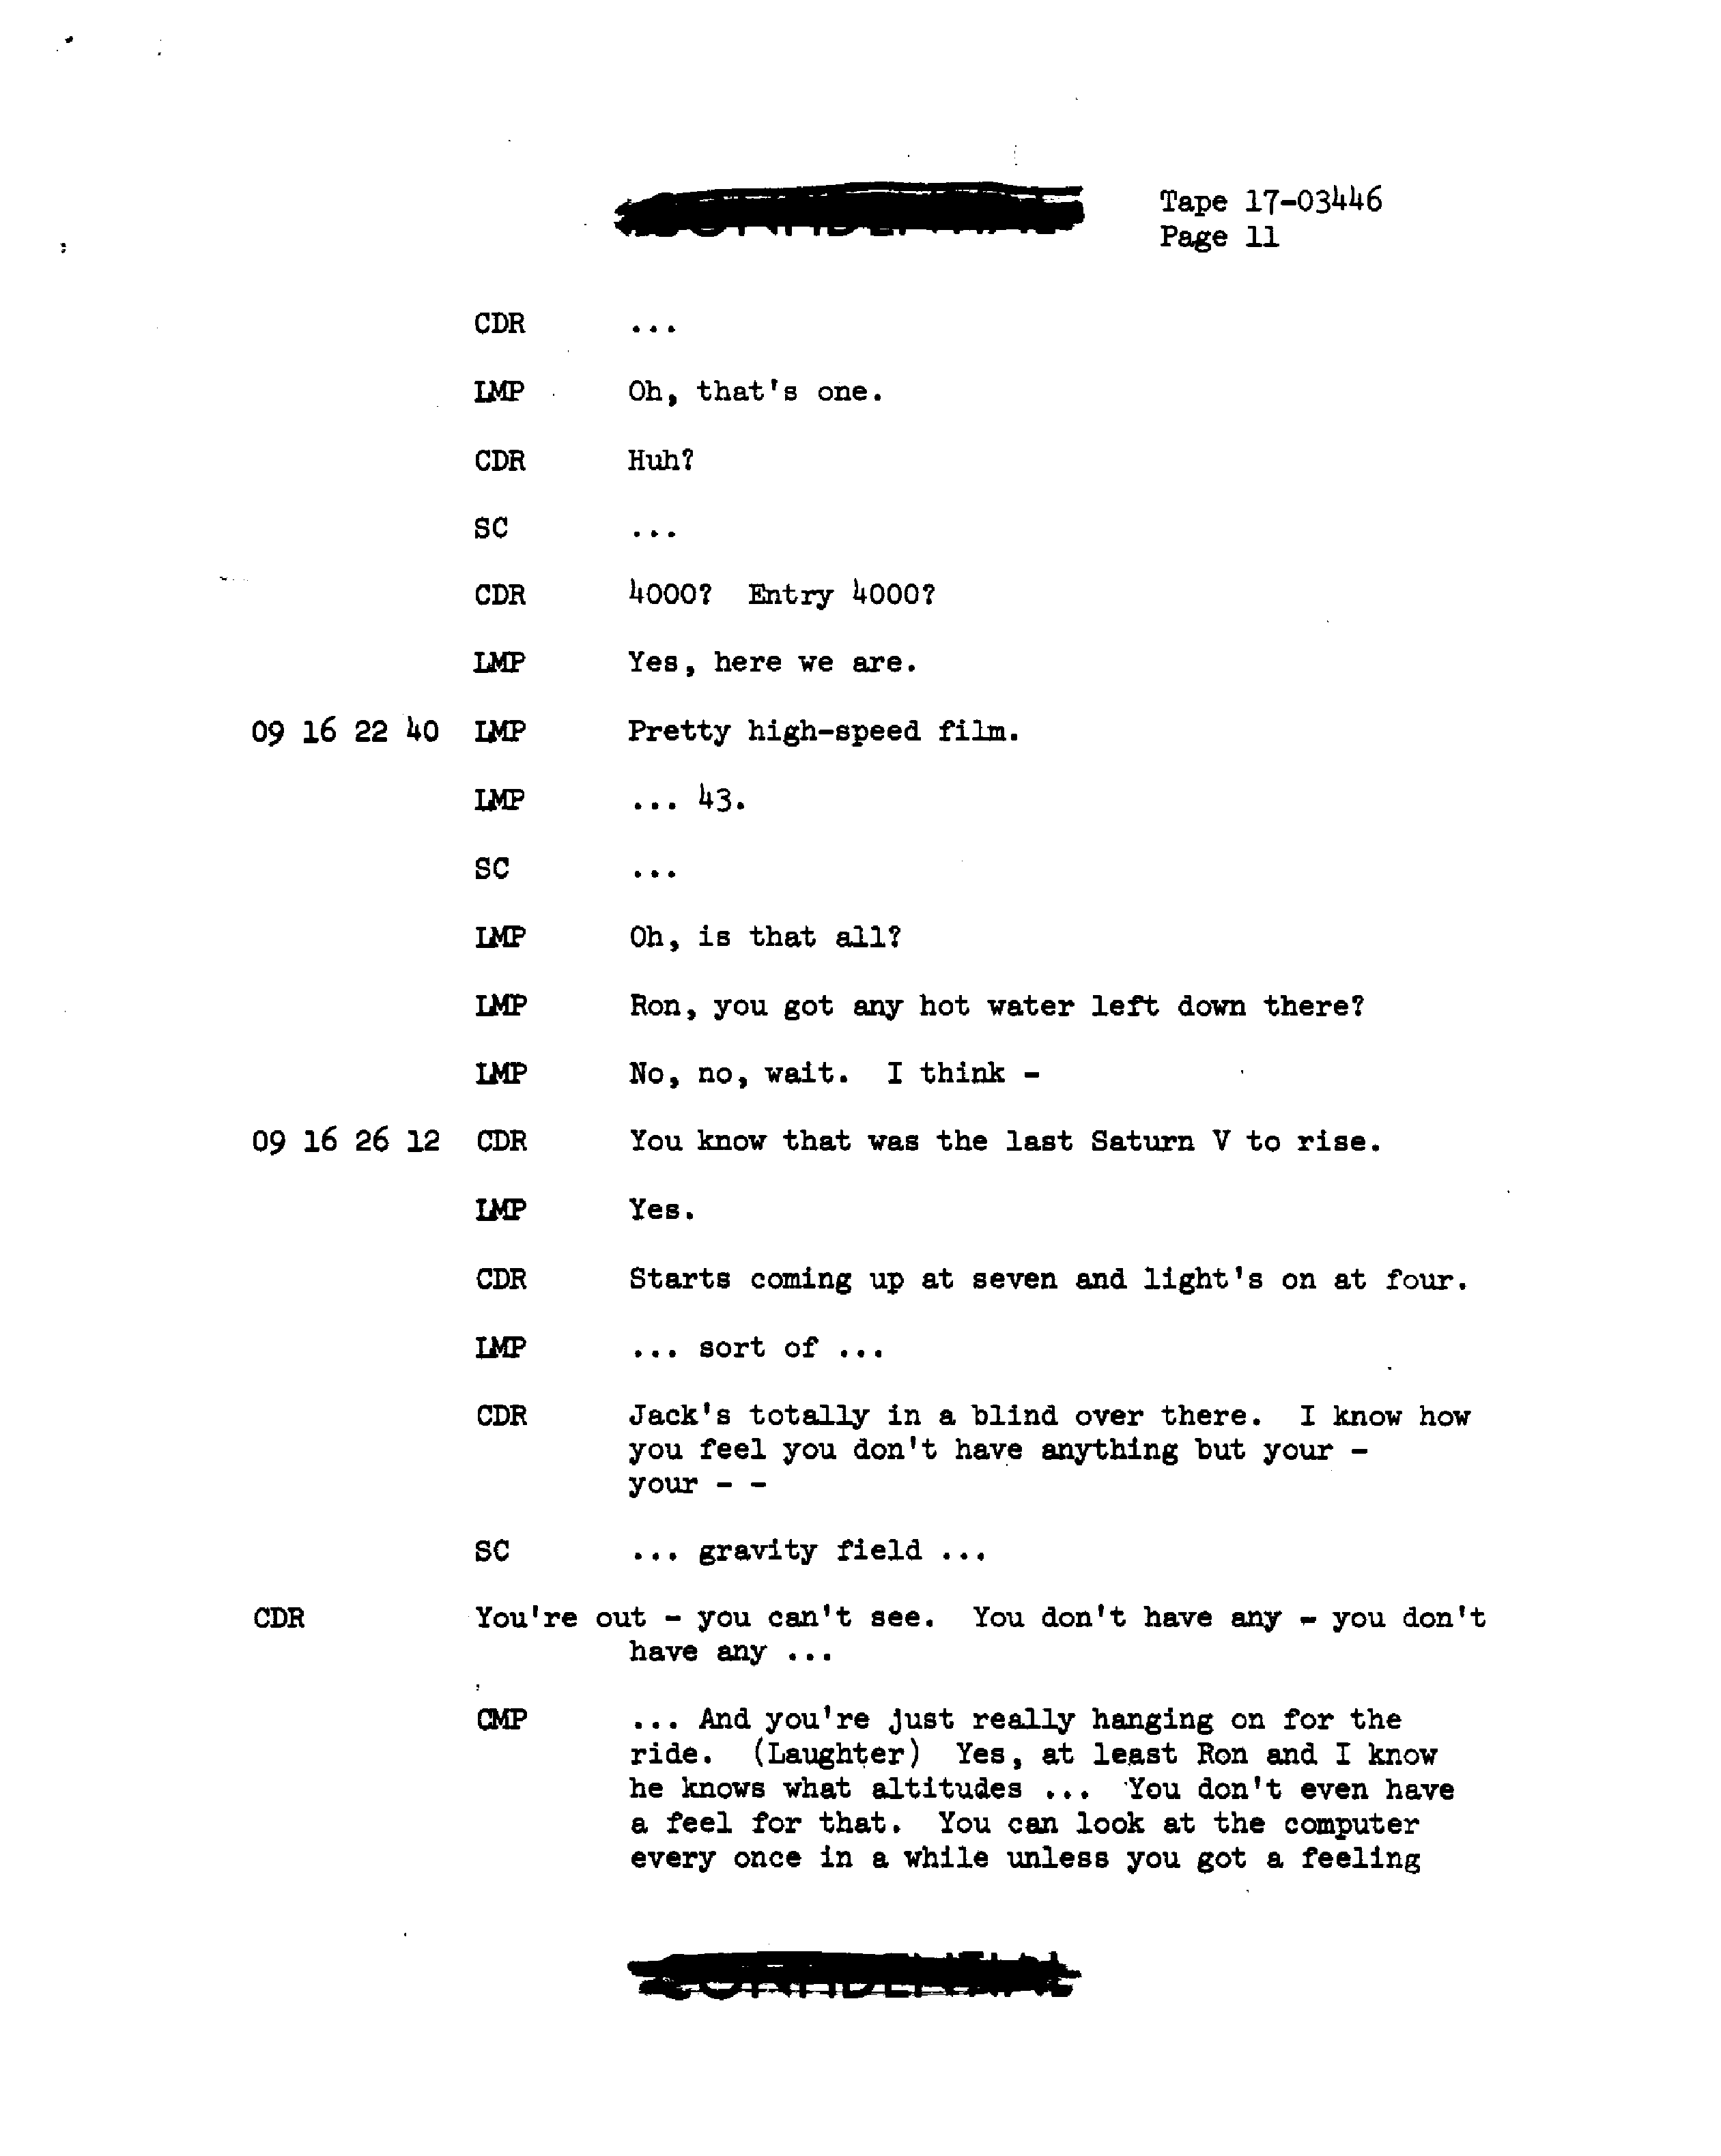 Tape 17-03446
Page 11
CDR ...
LMP Oh, that's one.
CDR Huh?
SC ...
CDR 4000? Entry 4000?
LMP Yes, here we are.
09 16 22 40 LMP Pretty high-speed film.
LMP ... 43.
SC ...
LMP Oh, is that all?
LMP Ron, you got any hot water left down there?
LMP No, no, wait. I think -
09 16 26 12 CDR You know that was the last Saturn V to rise.
LMP Yes.
CDR Starts coming up at seven and light's on at four.
LMP ... sort of ...
CDR Jack's totally in a blind over there. I know how
you feel you don't have anything but your -
your - -
SC ... gravity field ...
CDR You're out - you can't see. You don't have any - you don't
have any ...
CMP ... And you're just really hanging on for the
ride. (Laughter) Yes, at least Ron and I know
he knows what altitudes ... You don't even have
a feel for that. You can look at the computer
every once in a while unless you got a feeling